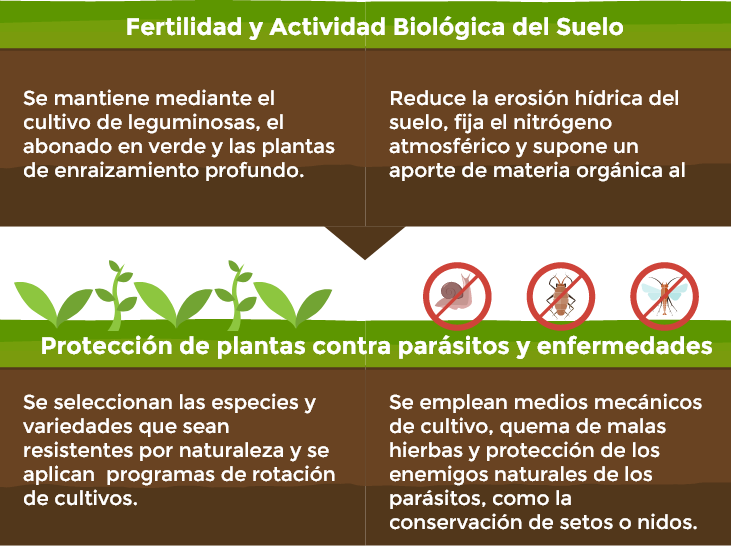 Fertilidad y Actividad Biológica del Suelo
Se mantiene mediante el
cultivo de leguminosas, el
abonado en verde y las plantas
de enraizamiento profundo.
Reduce la erosión hídrica del
suelo, fija el nitrógeno
atmosférico y supone un
aporte de materia orgánica al
Protección de plantas contra parásitos y enfermedades
Se seleccionan las especies y
variedades que sean
resistentes por naturaleza y se
aplican  programas de rotación
de cultivos.
Se emplean medios mecánicos
de cultivo, quema de malas
hierbas y protección de los
enemigos naturales de los
parásitos, como la
conservación de setos o nidos.